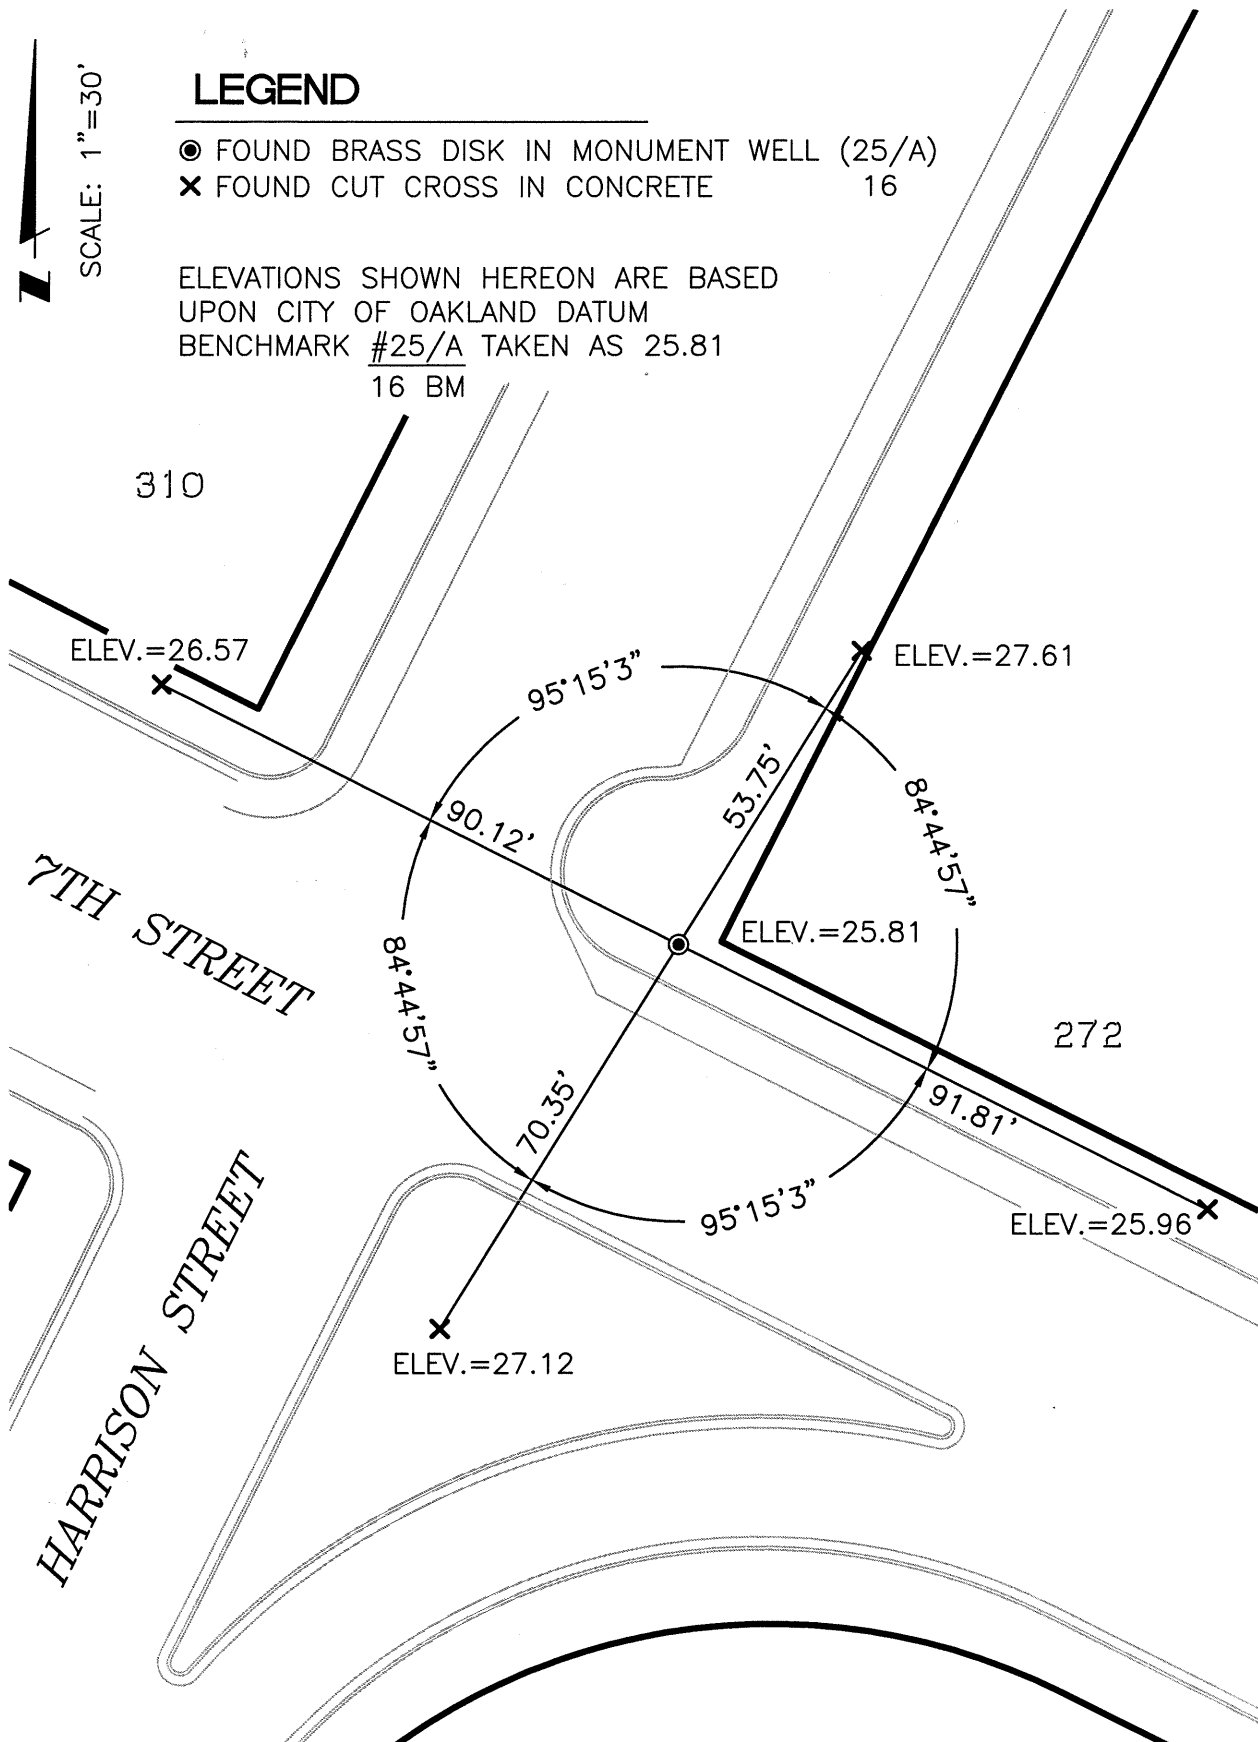 SCALE: 1"=30'
LEGEND
FOUND BRASS DISK IN MONUMENT WELL (25/A)
16
FOUND CUT CROSS IN CONCRETE
ELEVATIONS SHOWN HEREON ARE BASED
UPON CITY OF OAKLAND DATUM
BENCHMARK #25/A TAKEN AS 25.81
16 BM
310
ELEV.=26.57
95°15'3"
ELEV.=27.61
53.75'
84°44'57"
90.12'
7TH STREET
ELEV.=25.81
84°44'57"
272
70.35'
91.81'
95°15'3"
ELEV.=25.96
HARRISON STREET
ELEV.=27.12
Z